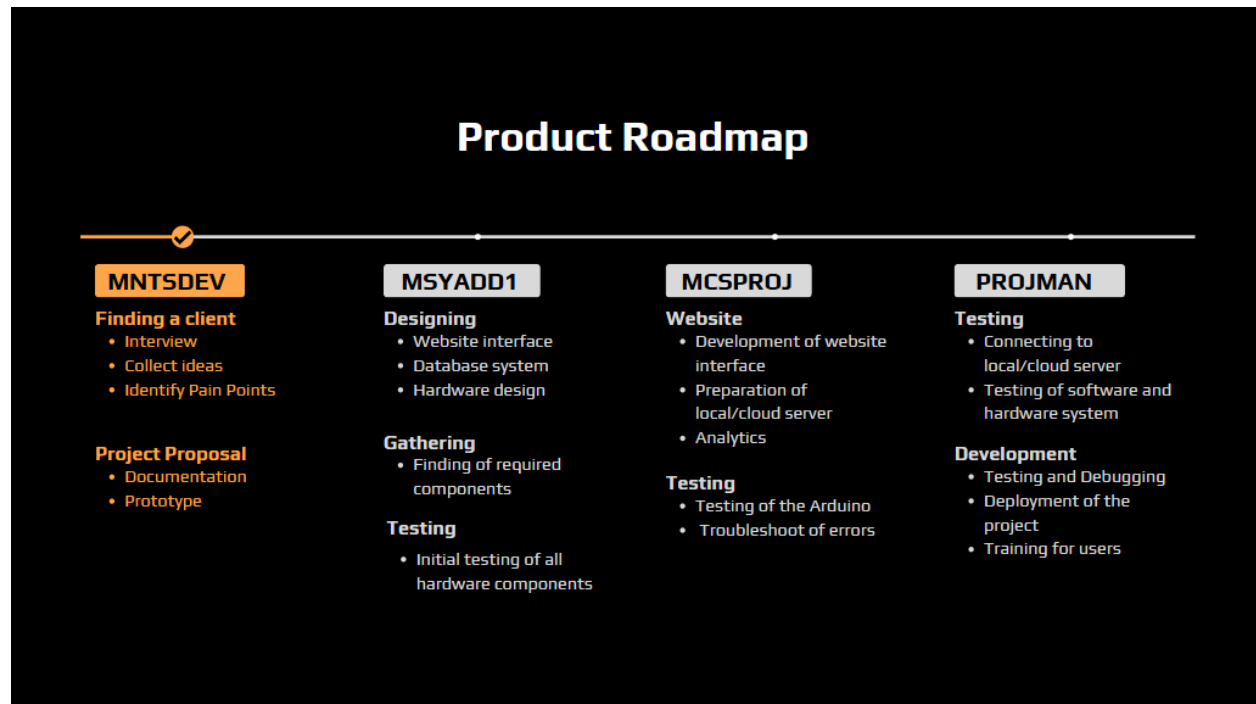 Product Roadmap
MNTSDEV
Finding a client
• Interview
• Collect ideas
• Identify Pain Points
Project Proposal
• Documentation
• Prototype
MSYADD1
Designing
• Website interface
• Database system
• Hardware design
Gathering
• Finding of required
components
Testing
• Initial testing of all
hardware components
MCSPROJ
Website
• Development of website
interface
• Preparation of
local/cloud server
• Analytics
Testing
• Testing of the Arduino
• Troubleshoot of errors
PROJMAN
Testing
• Connecting to
local/cloud server
• Testing of software and
hardware system
Development
• Testing and Debugging
• Deployment of the
project
• Training for users